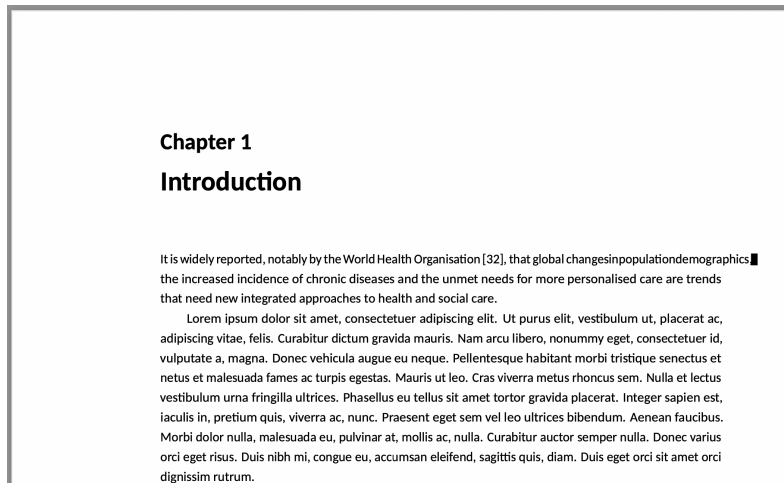 Chapter 1
Introduction
It is widely reported, notably by the World Health Organisation [32], that global changesinpopulationdemographics,
the increased incidence of chronic diseases and the unmet needs for more personalised care are trends
that need new integrated approaches to health and social care.
Lorem ipsum dolor sit amet, consectetuer adipiscing elit. Ut purus elit, vestibulum ut, placerat ac,
adipiscing vitae, felis. Curabitur dictum gravida mauris. Nam arcu libero, nonummy eget, consectetuer id,
vulputate a, magna. Donec vehicula augue eu neque. Pellentesque habitant morbi tristique senectus et
netus et malesuada fames ac turpis egestas. Mauris ut leo. Cras viverra metus rhoncus sem. Nulla et lectus
vestibulum urna fringilla ultrices. Phasellus eu tellus sit amet tortor gravida placerat. Integer sapien est,
iaculis in, pretium quis, viverra ac, nunc. Praesent eget sem vel leo ultrices bibendum. Aenean faucibus.
Morbi dolor nulla, malesuada eu, pulvinar at, mollis ac, nulla. Curabitur auctor semper nulla. Donec varius
orci eget risus. Duis nibh mi, congue eu, accumsan eleifend, sagittis quis, diam. Duis eget orci sit amet orci
dignissim rutrum.